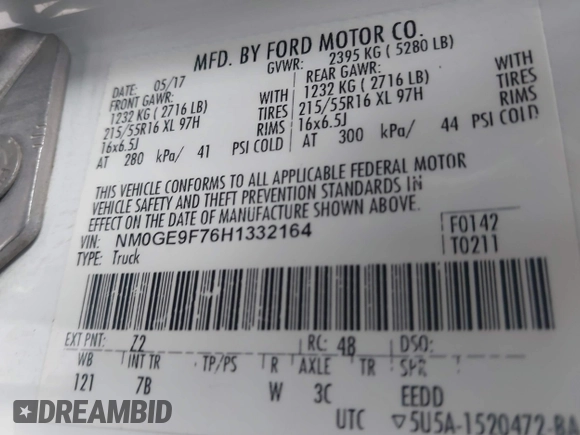 MFD. BY FORD MOTOR CO.
DATE: 05/17 GVWR: 2395 KG ( 5280 LB)
FRONT GAWR: REAR GAWR:
1232 KG ( 2716 LB) WITH 1232 KG ( 2716 LB) WITH
215/55R16 XL 97H TIRES 215/55R16 XL 97H TIRES
16x6.5J RIMS 16x6.5J RIMS
AT 280 kPa/ 41 PSI COLD AT 300 kPa/ 44 PSI COLD
THIS VEHICLE CONFORMS TO ALL APPLICABLE FEDERAL MOTOR
VEHICLE SAFETY AND THEFT PREVENTION STANDARDS IN
EFFECT ON THE DATE OF MANUFACTURE SHOWN ABOVE.
VIN: NM0GE9F76H1332164 F0142
TYPE: Truck T0211
EXT PNT: Z2 RC: 48 DSO:
WB INT TR TP/PS R AXLE TR SPR
121 7B W 3C EEDD
UTC ▽5U5A-1520472-BA
DREAMBID